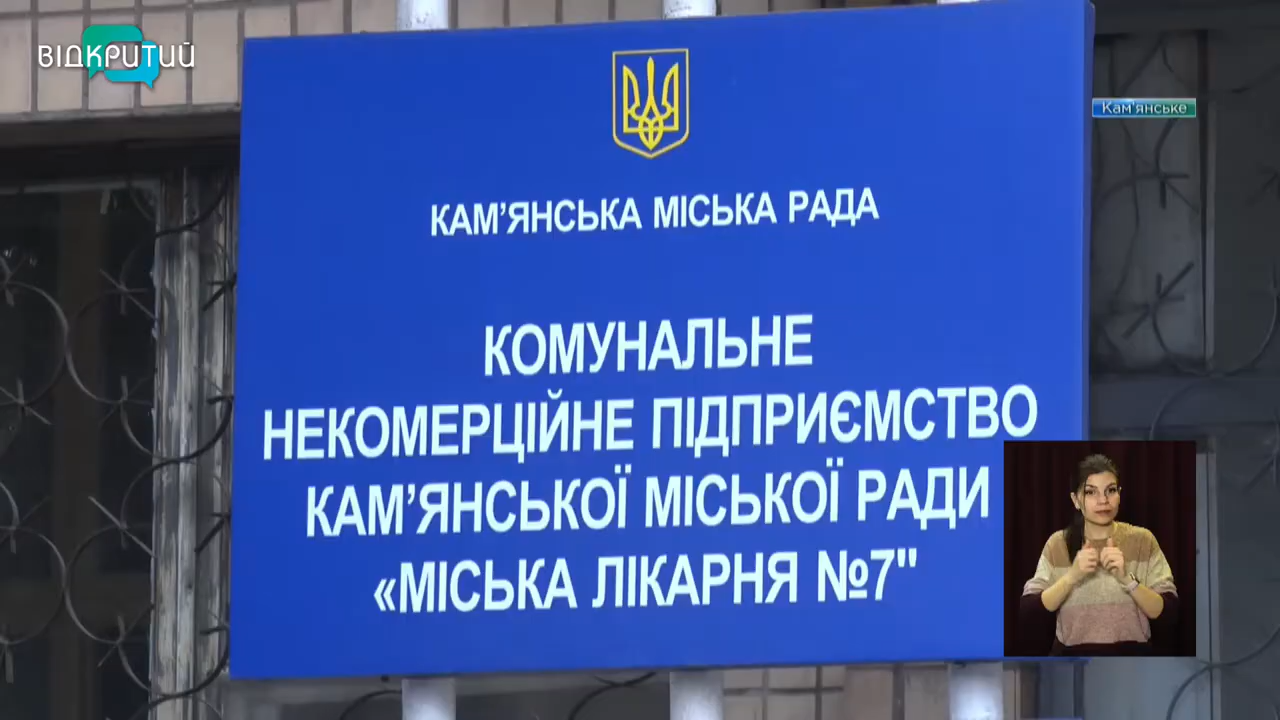 ВІДКРИТИЙ
Кам'янське
КАМ’ЯНСЬКА МІСЬКА РАДА
КОМУНАЛЬНЕ
НЕКОМЕРЦІЙНЕ ПІДПРИЄМСТВО
КАМ’ЯНСЬКОЇ МІСЬКОЇ РАДИ
«МІСЬКА ЛІКАРНЯ №7"